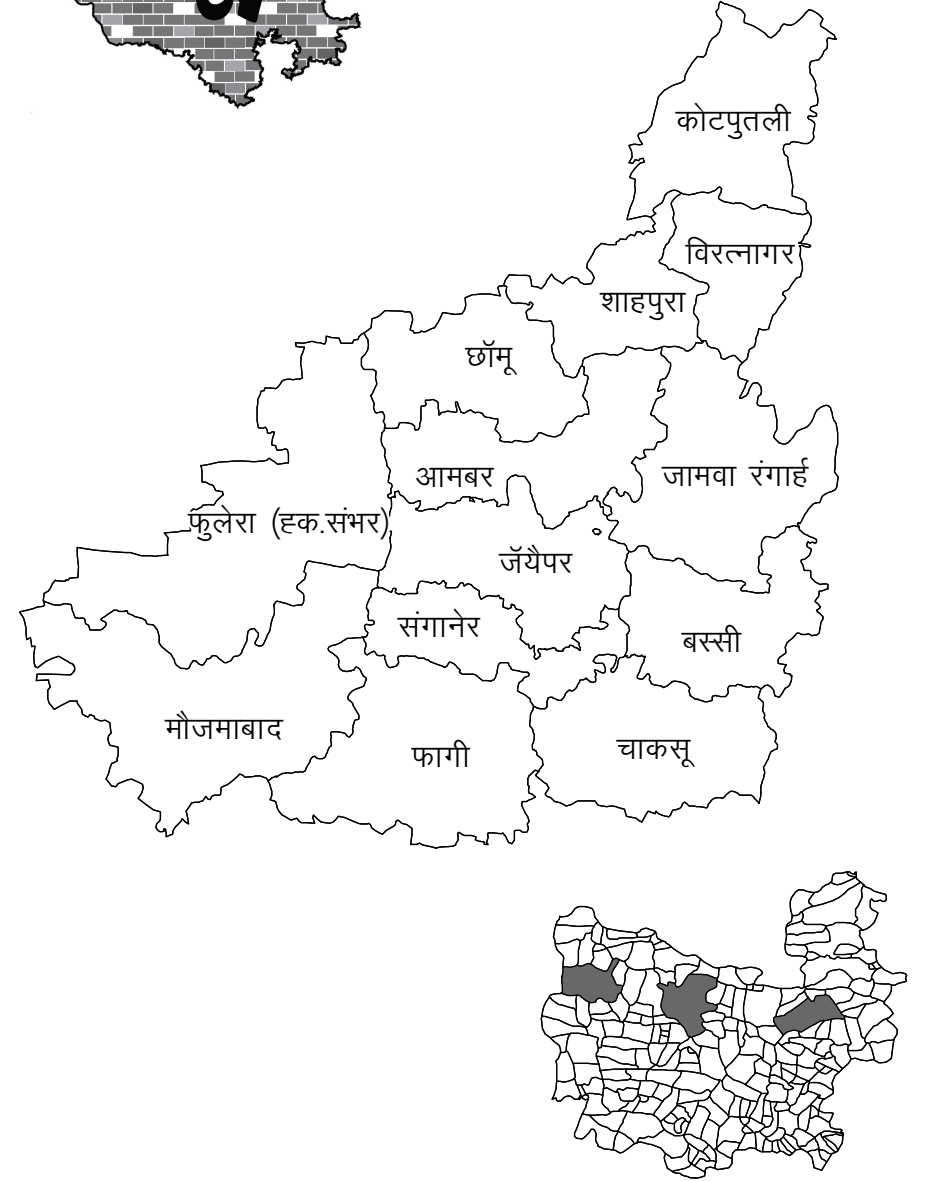 कोटपुतली
विरत्नागर
शाहपुरा
छॉमू
आमबर
जामवा रंगार्ह
फुलेरा (ह्क.संभर)
जॅयैपर
संगानेर
बस्सी
मौजमाबाद
फागी
चाकसू